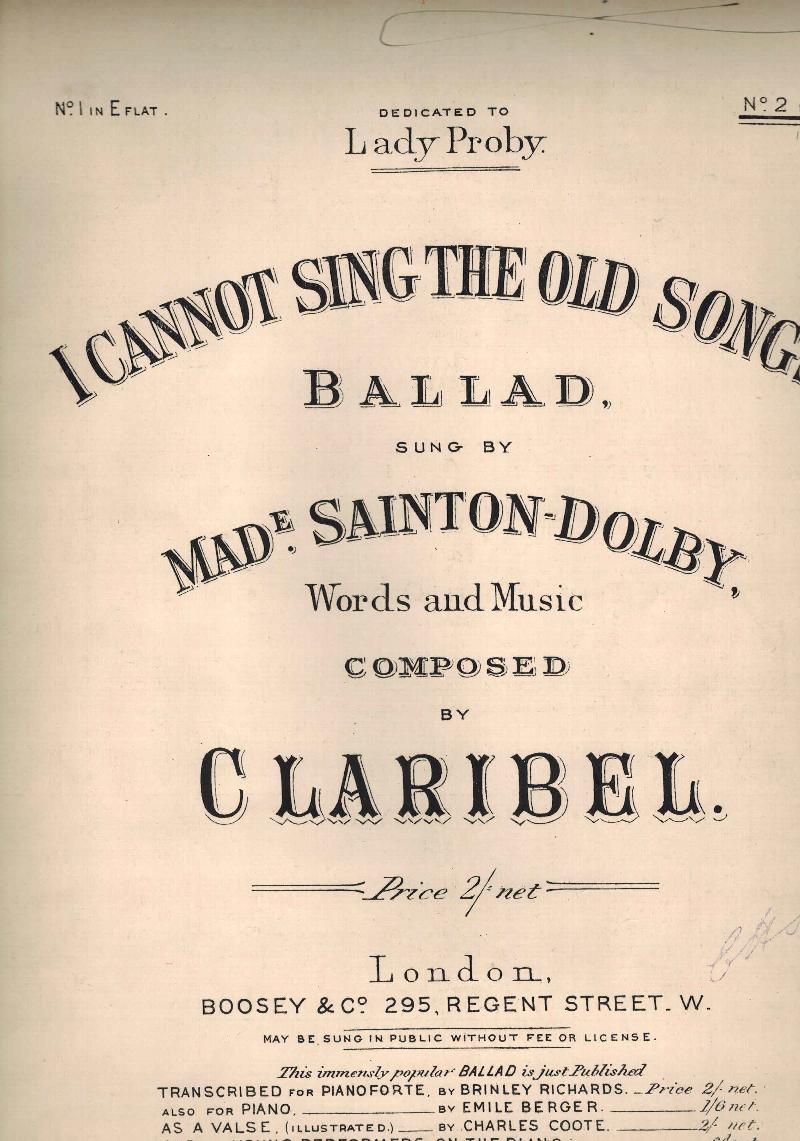 Nº. 1 IN E FLAT.
DEDICATED TO
Nº. 2
Lady Proby.
I CANNOT SING THE OLD SONGS
BALLAD,
SUNG BY
MADE. SAINTON-DOLBY,
Words and Music
COMPOSED
BY
CLARIBEL.
Price 2/- net
London,
BOOSEY & Cº. 295, REGENT STREET. W.
MAY BE SUNG IN PUBLIC WITHOUT FEE OR LICENSE.
This immensly popular BALLAD is just Published
TRANSCRIBED FOR PIANOFORTE, BY BRINLEY RICHARDS. Price 2/- net.
ALSO FOR PIANO, BY EMILE BERGER. 1/6 net.
AS A VALSE, (ILLUSTRATED.) BY CHARLES COOTE. 2/- net.